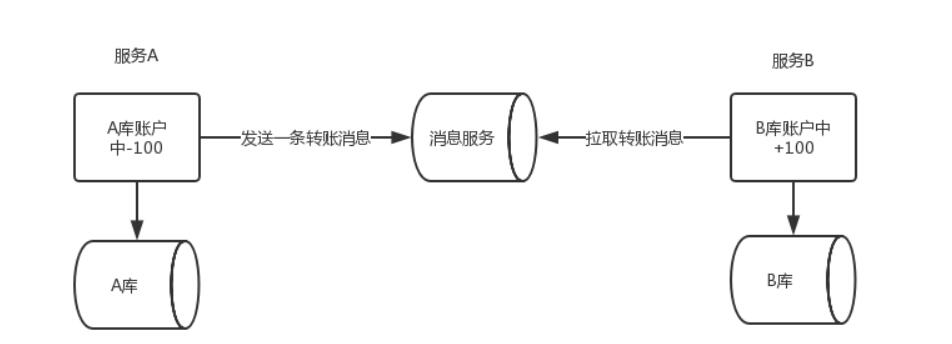 服务A
服务B
A库账户
中-100
发送一条转账消息
消息服务
拉取转账消息
B库账户中
+100
A库
B库